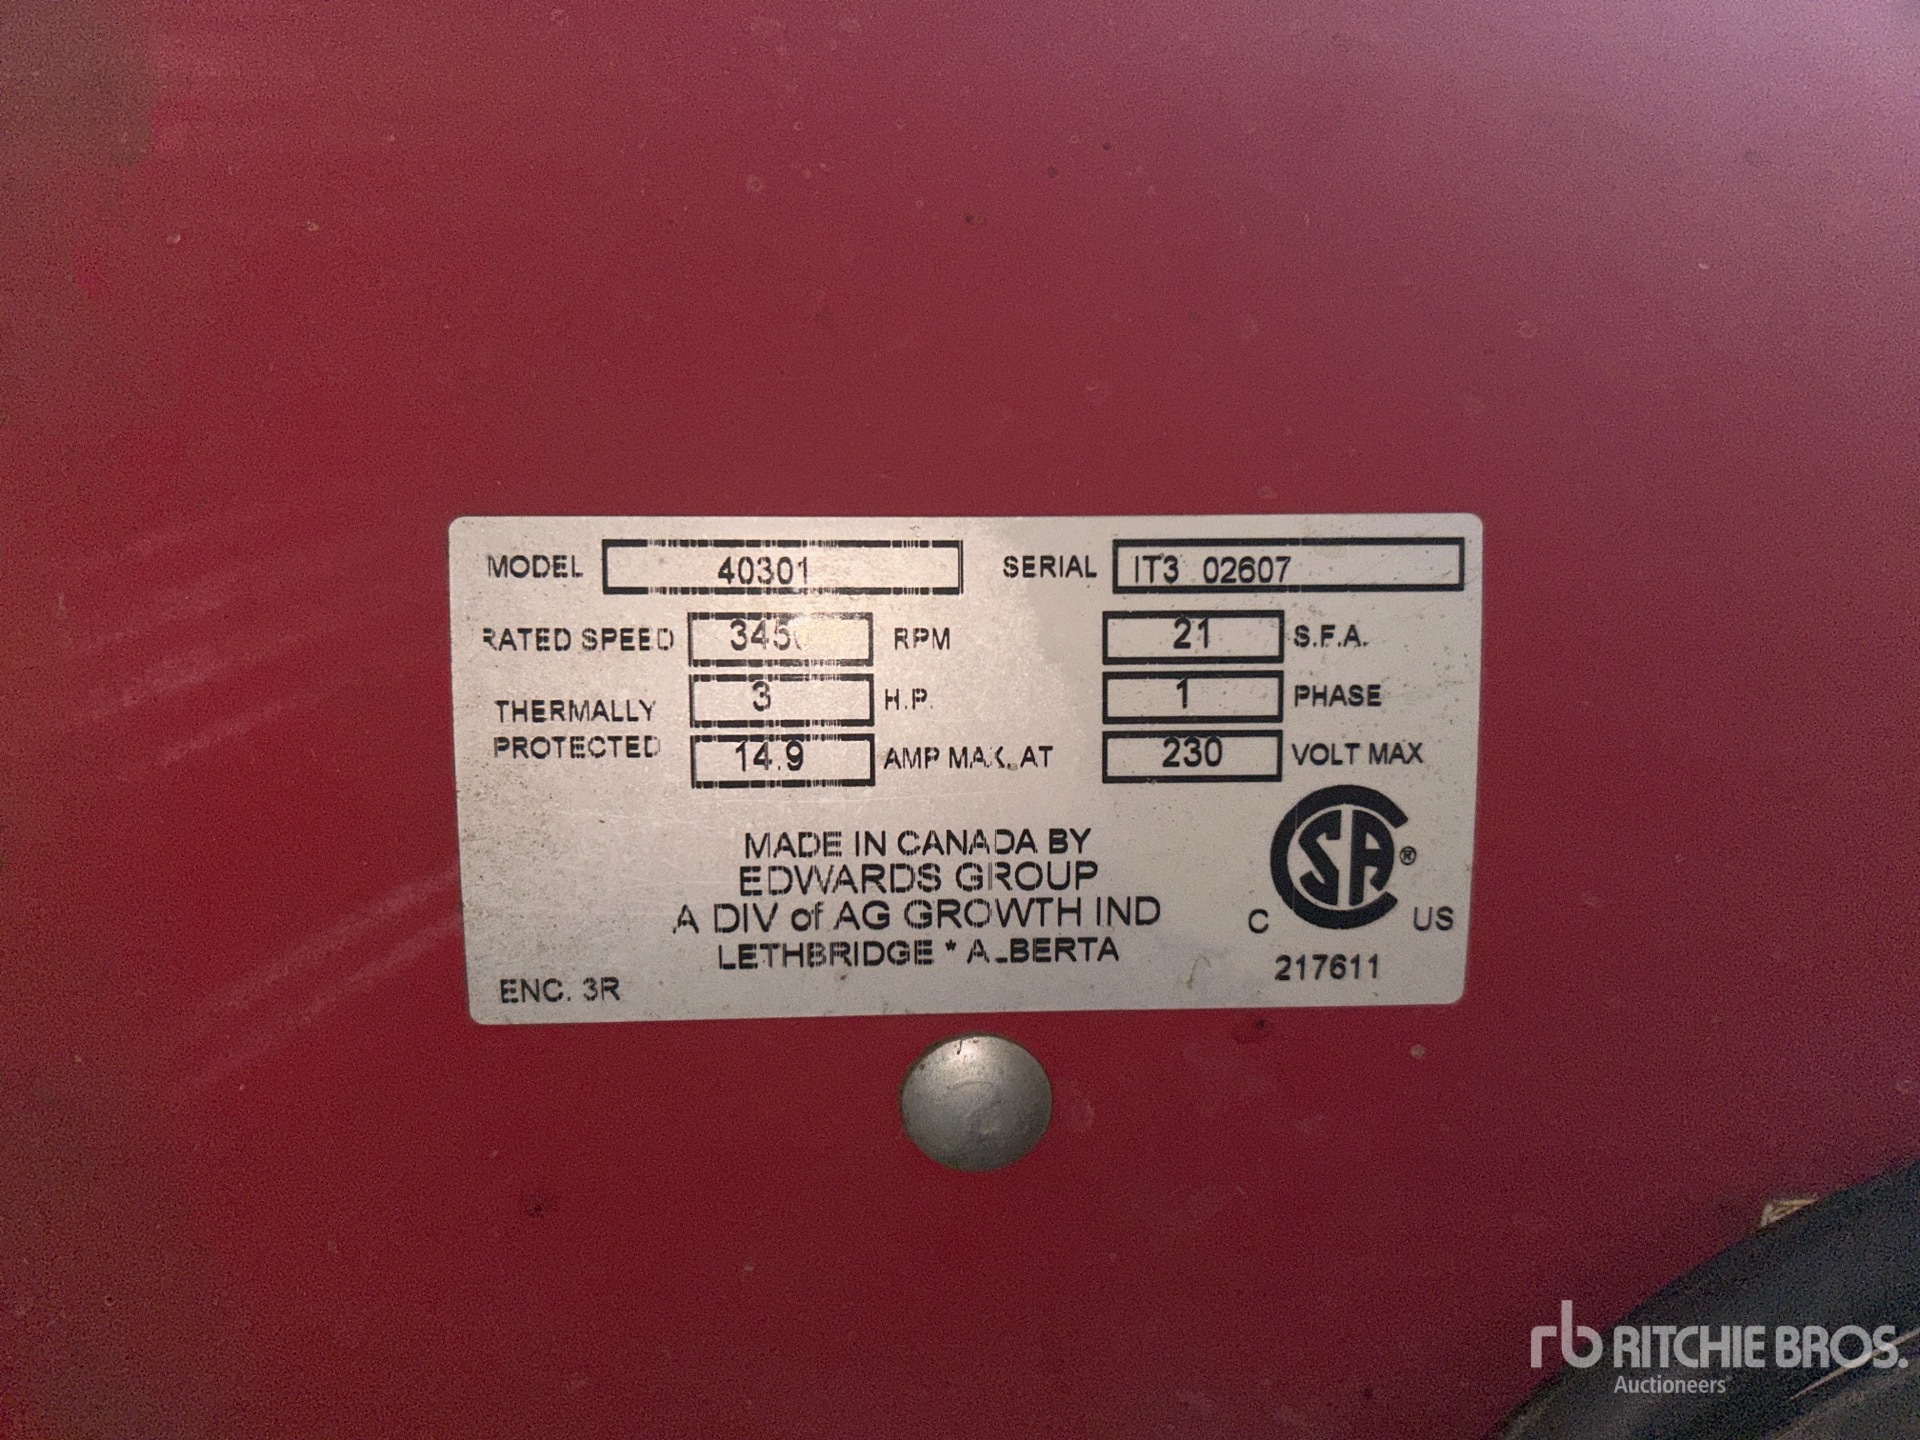 MODEL 40301 SERIAL IT3 02607
RATED SPEED 3450 RPM 21 S.F.A.
THERMALLY PROTECTED 3 H.P. 1 PHASE
14.9 AMP MAX. AT 230 VOLT MAX
MADE IN CANADA BY
EDWARDS GROUP
A DIV of AG GROWTH IND
LETHBRIDGE * ALBERTA
ENC. 3R
C SA® US
217611
rb RITCHIE BROS.
Auctioneers